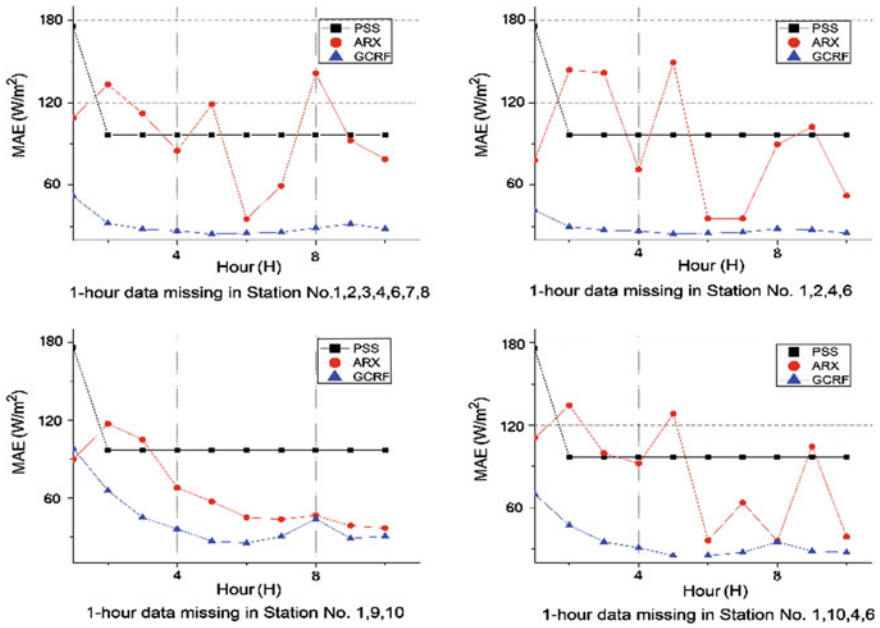 180
120
60
MAE (W/m²)
PSS
ARX
GCRF
4
8
Hour (H)
1-hour data missing in Station No.1,2,3,4,6,7,8
180
120
60
MAE (W/m²)
PSS
ARX
GCRF
4
8
Hour (H)
1-hour data missing in Station No. 1,2,4,6
180
120
60
MAE (W/m²)
PSS
ARX
GCRF
4
8
Hour (H)
1-hour data missing in Station No. 1,9,10
180
120
60
MAE (W/m²)
PSS
ARX
GCRF
4
8
Hour (H)
1-hour data missing in Station No. 1,10,4,6